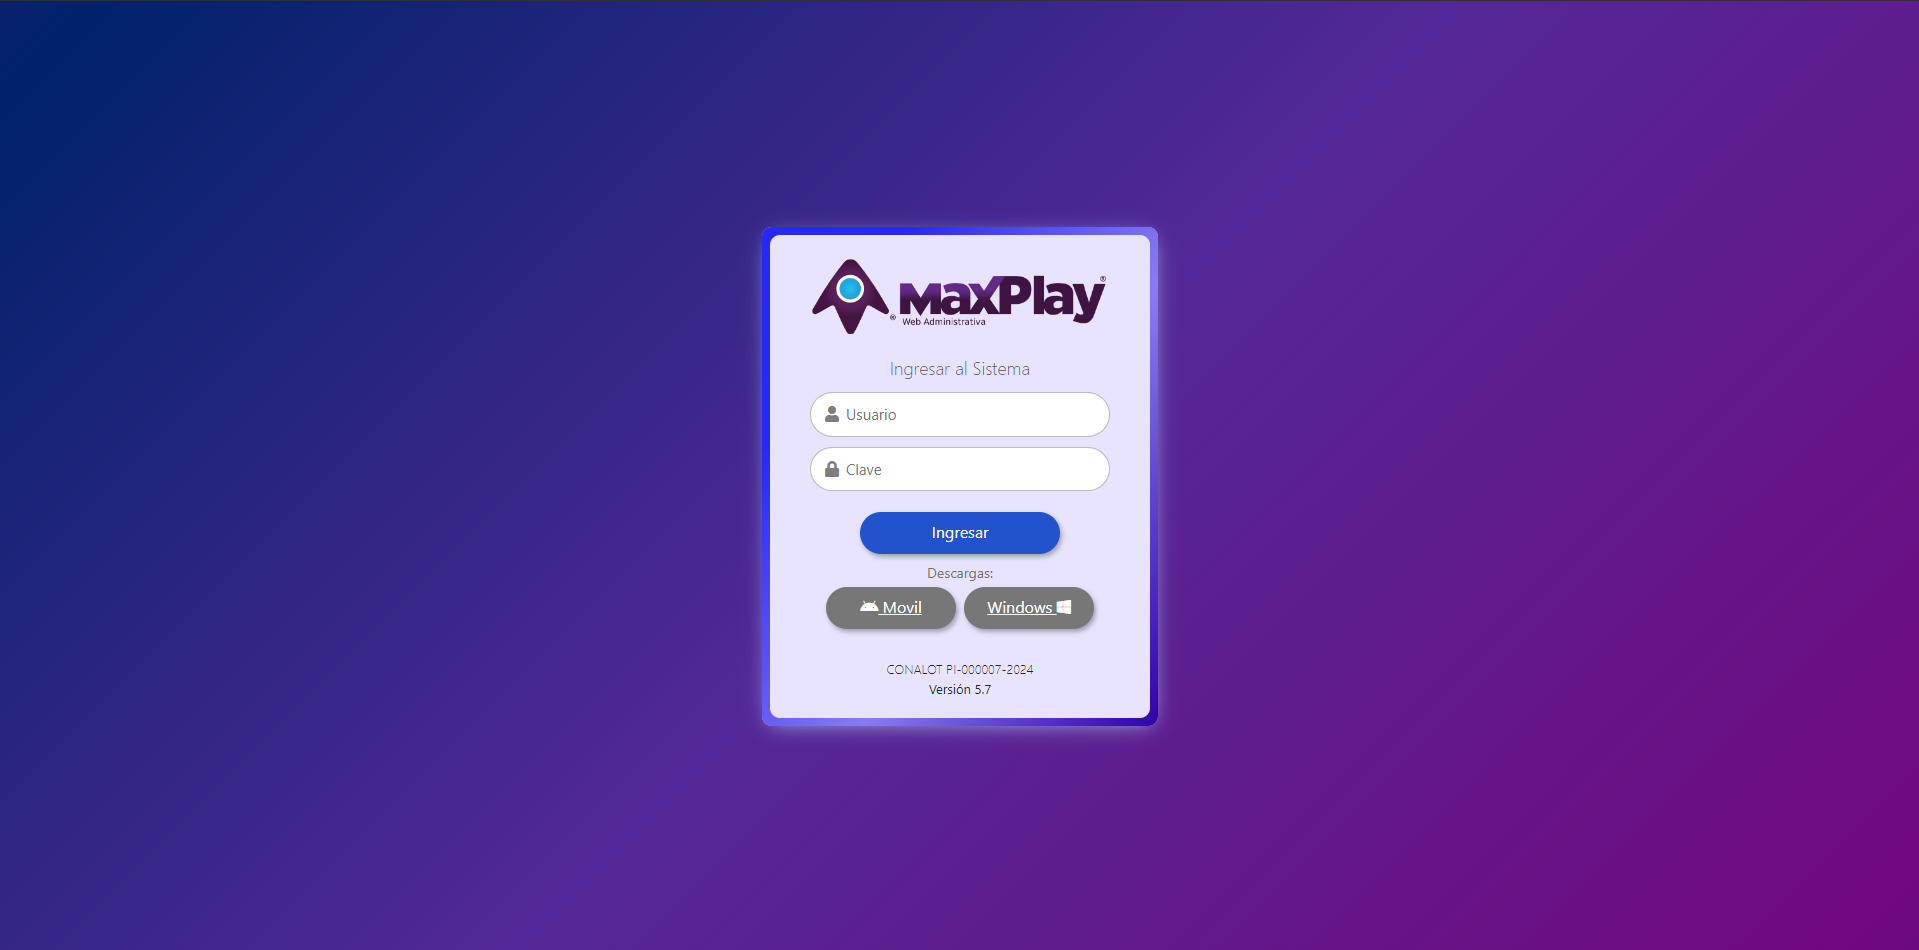 maxPlay®
® Web Administrativa
Ingresar al Sistema
Usuario
Clave
Ingresar
Descargas:
Movil
Windows
CONALOT PI-000007-2024
Versión 5.7